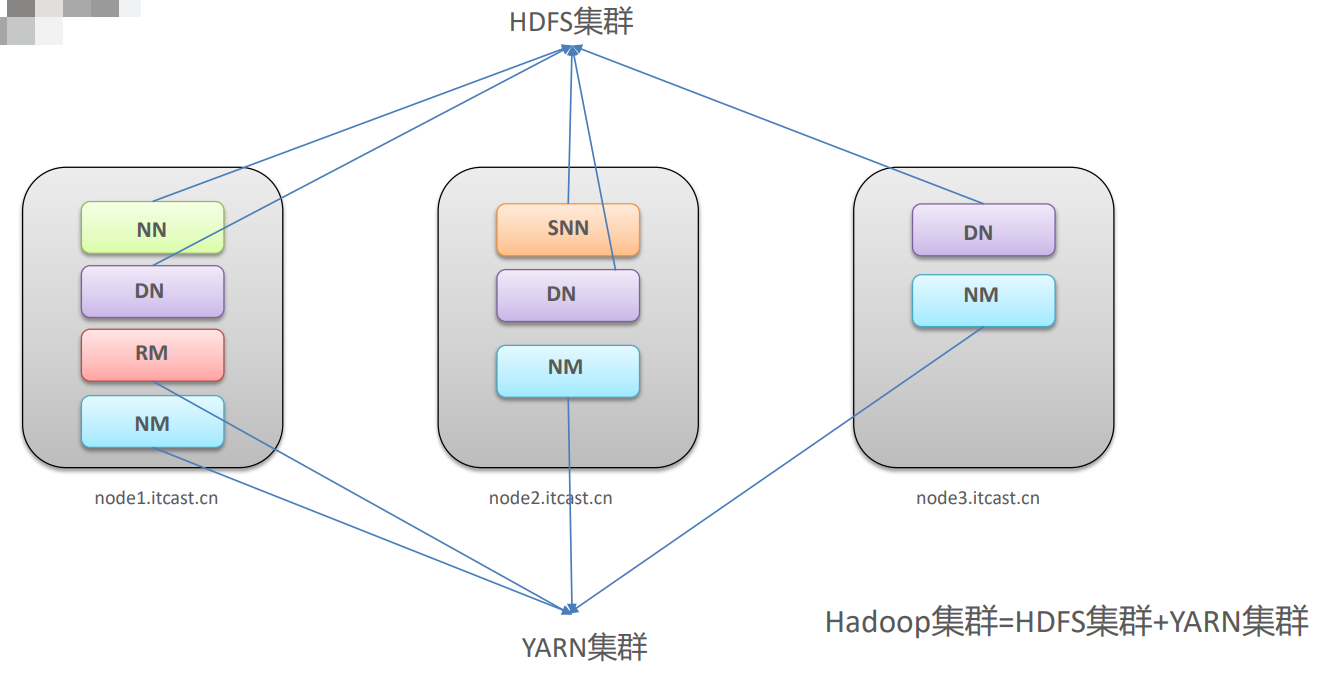 HDFS集群
NN
DN
RM
NM
node1.itcast.cn
SNN
DN
NM
node2.itcast.cn
DN
NM
node3.itcast.cn
YARN集群
Hadoop集群=HDFS集群+YARN集群